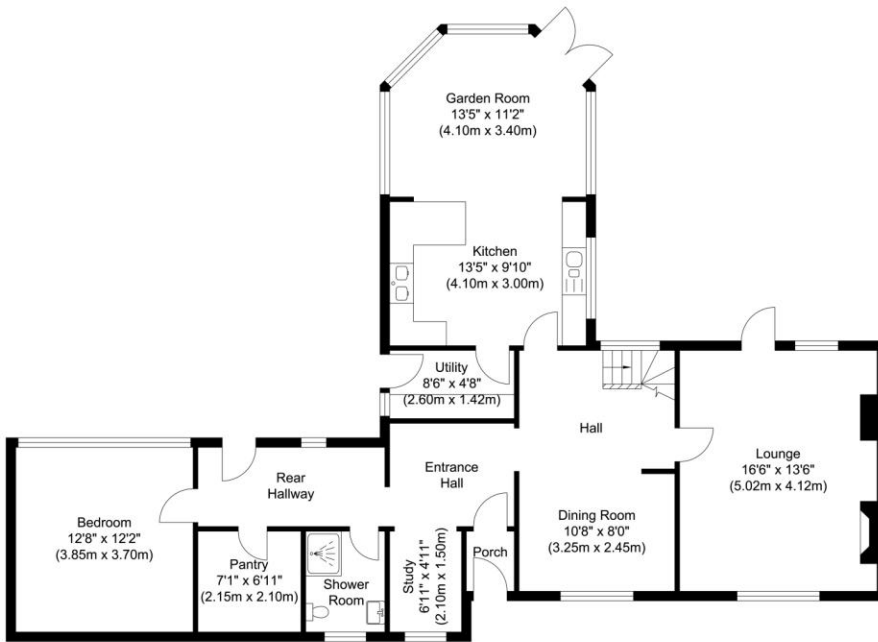 Garden Room
13'5" x 11'2"
(4.10m x 3.40m)
Kitchen
13'5" x 9'10"
(4.10m x 3.00m)
Utility
8'6" x 4'8"
(2.60m x 1.42m)
Hall
Lounge
16'6" x 13'6"
(5.02m x 4.12m)
Entrance
Hall
Rear
Hallway
Bedroom
12'8" x 12'2"
(3.85m x 3.70m)
Dining Room
10'8" x 8'0"
(3.25m x 2.45m)
Pantry
7'1" x 6'11"
(2.15m x 2.10m)
Shower
Room
Study
6'11" x 4'11"
(2.10m x 1.50m)
Porch